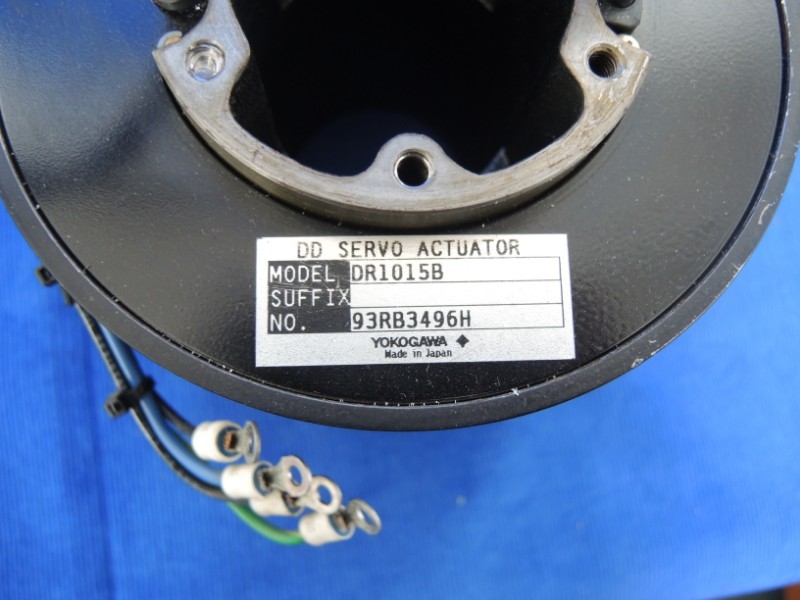 DD SERVO ACTUATOR
MODEL DR1015B
SUFFIX
NO. 93RB3496H
YOKOGAWA
Made in Japan